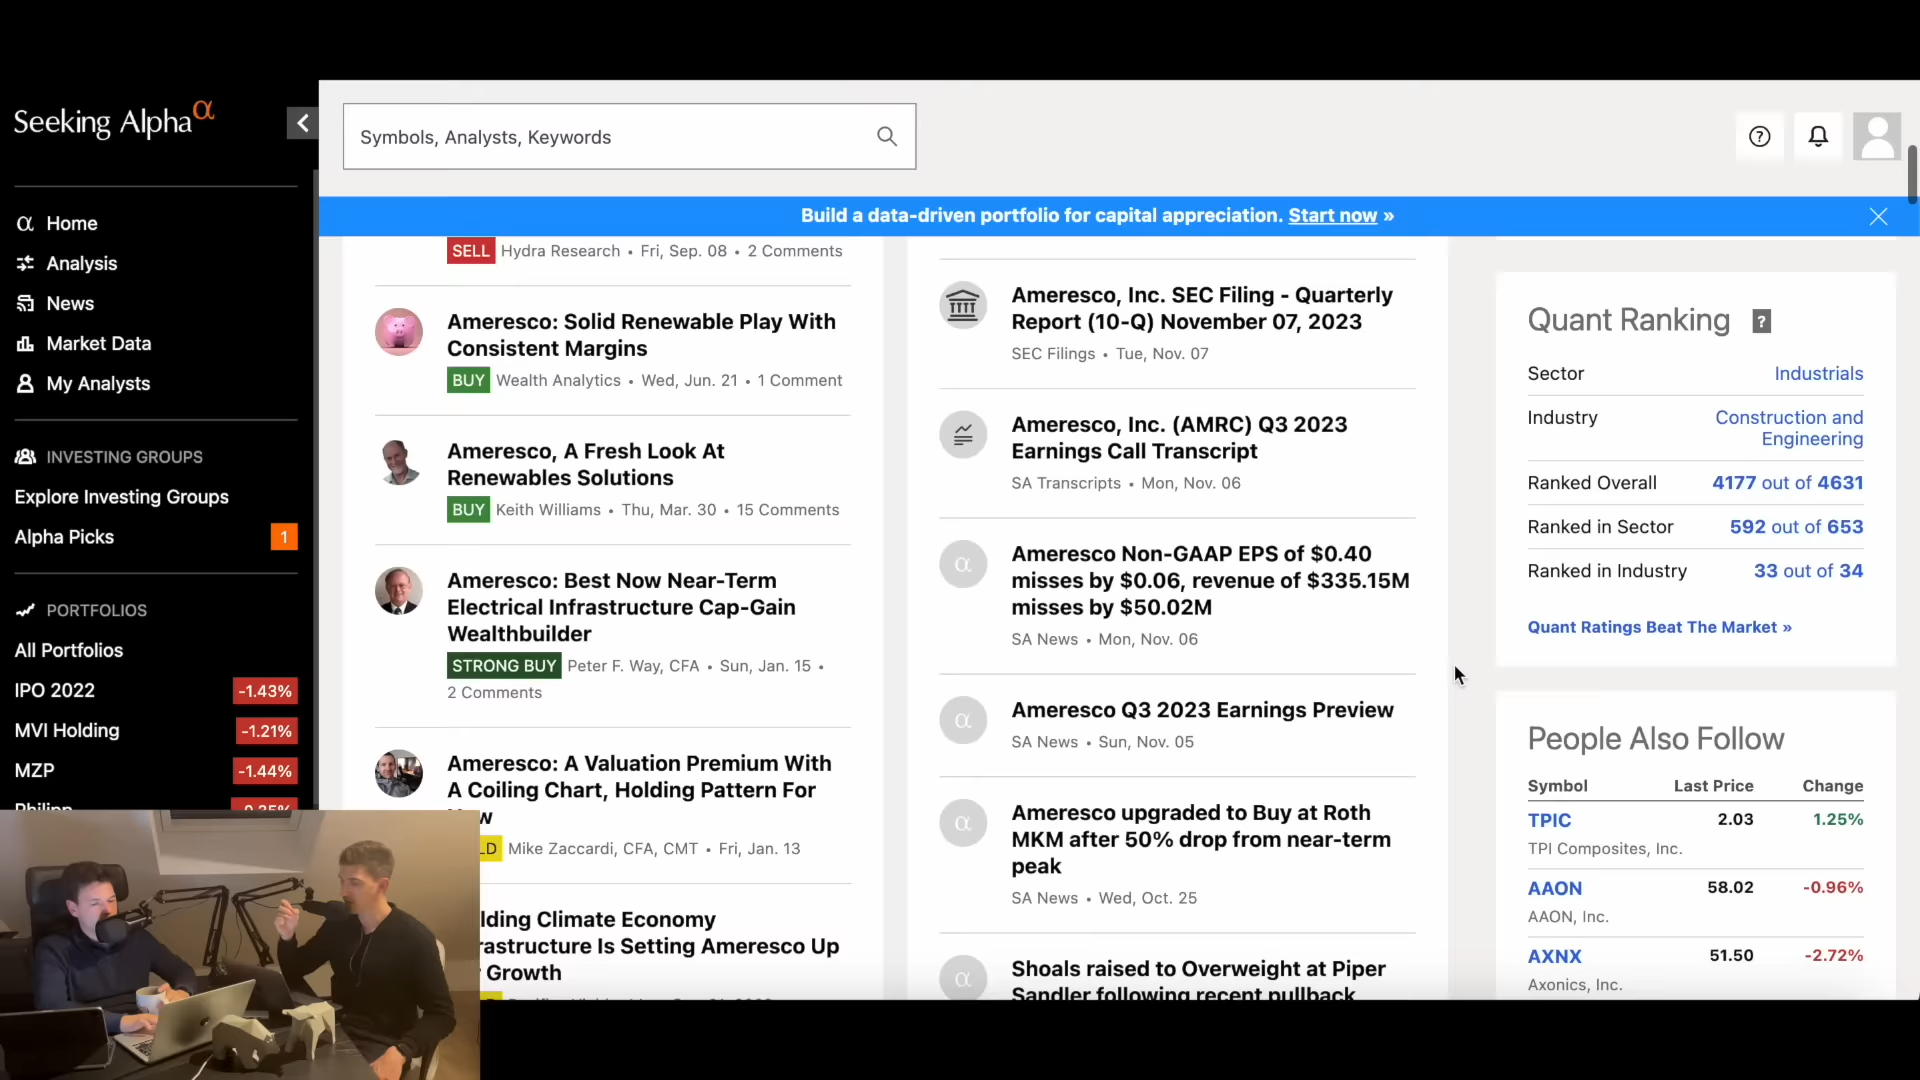 Seeking Alpha α
Symbols, Analysts, Keywords
Build a data-driven portfolio for capital appreciation. Start now »
Home
Analysis
News
Market Data
My Analysts
INVESTING GROUPS
Explore Investing Groups
Alpha Picks 1
PORTFOLIOS
All Portfolios
IPO 2022 -1.43%
MVI Holding -1.21%
MZP -1.44%
SELL Hydra Research • Fri, Sep. 08 • 2 Comments
Ameresco: Solid Renewable Play With
Consistent Margins
BUY Wealth Analytics • Wed, Jun. 21 • 1 Comment
Ameresco, A Fresh Look At
Renewables Solutions
BUY Keith Williams • Thu, Mar. 30 • 15 Comments
Ameresco: Best Now Near-Term
Electrical Infrastructure Cap-Gain
Wealthbuilder
STRONG BUY Peter F. Way, CFA • Sun, Jan. 15 •
2 Comments
Ameresco: A Valuation Premium With
A Coiling Chart, Holding Pattern For
Mike Zaccardi, CFA, CMT • Fri, Jan. 13
Climate Economy
Is Setting Ameresco Up
Growth
Ameresco, Inc. SEC Filing - Quarterly
Report (10-Q) November 07, 2023
SEC Filings • Tue, Nov. 07
Ameresco, Inc. (AMRC) Q3 2023
Earnings Call Transcript
SA Transcripts • Mon, Nov. 06
Ameresco Non-GAAP EPS of $0.40
misses by $0.06, revenue of $335.15M
misses by $50.02M
SA News • Mon, Nov. 06
Ameresco Q3 2023 Earnings Preview
SA News • Sun, Nov. 05
Ameresco upgraded to Buy at Roth
MKM after 50% drop from near-term
peak
SA News • Wed, Oct. 25
Shoals raised to Overweight at Piper
Sandler following recent pullback
Quant Ranking ?
Sector Industrials
Industry Construction and
Engineering
Ranked Overall 4177 out of 4631
Ranked in Sector 592 out of 653
Ranked in Industry 33 out of 34
Quant Ratings Beat The Market »
People Also Follow
Symbol Last Price Change
TPIC 2.03 1.25%
TPI Composites, Inc.
AAON 58.02 -0.96%
AAON, Inc.
AXNX 51.50 -2.72%
Axonics, Inc.